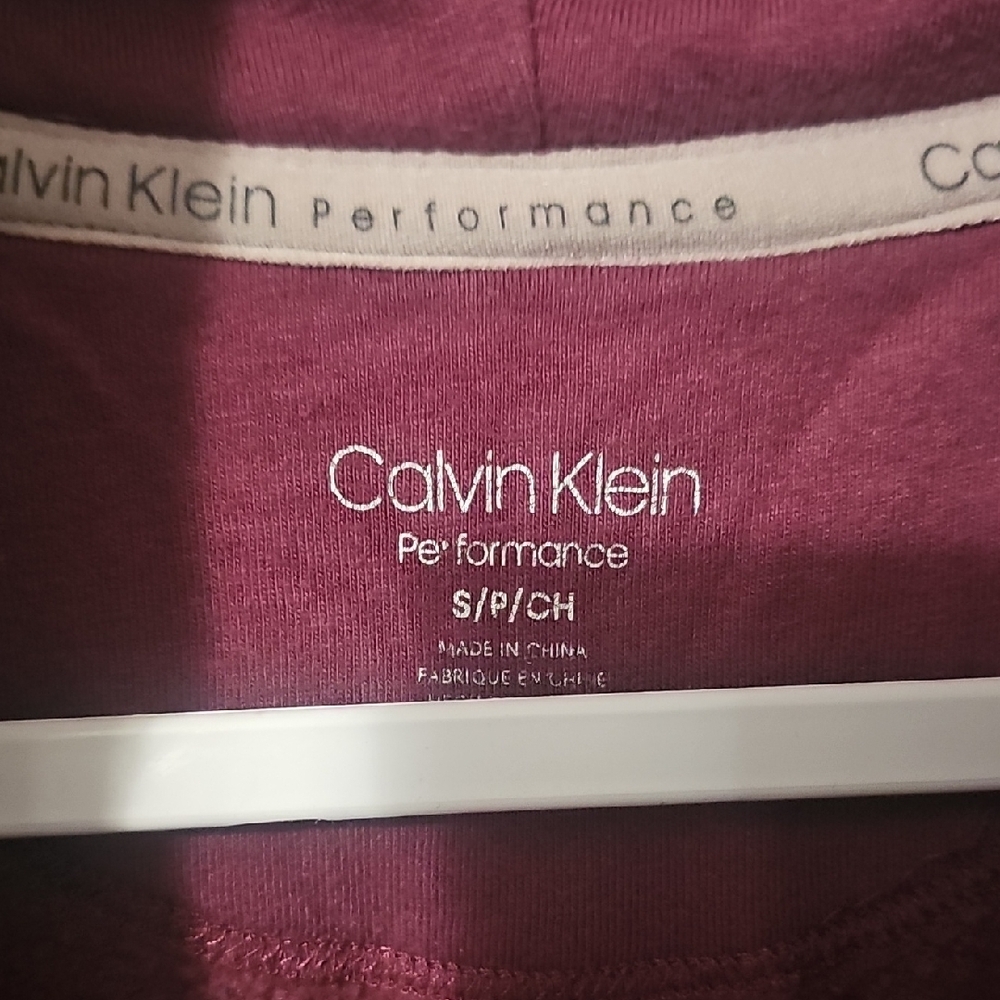 alvin Klein Performance Ca
Calvin Klein
Performance
S/P/CH
MADE IN CHINA
FABRIQUE EN CHINE